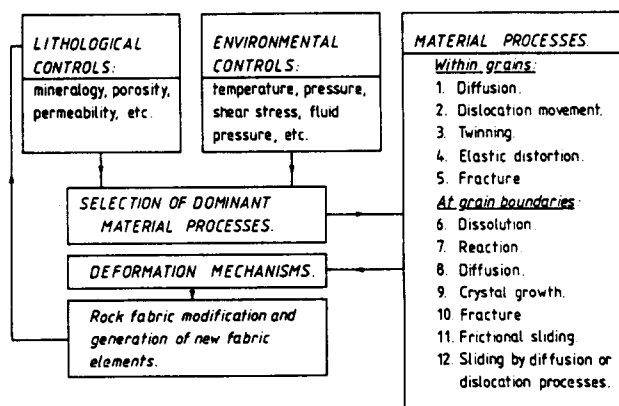 LITHOLOGICAL
CONTROLS:
mineralogy, porosity,
permeability, etc.
ENVIRONMENTAL
CONTROLS:
temperature, pressure,
shear stress, fluid
pressure, etc.
SELECTION OF DOMINANT
MATERIAL PROCESSES.
DEFORMATION MECHANISMS.
Rock fabric modification and
generation of new fabric
elements.
MATERIAL PROCESSES.
Within grains:
1. Diffusion.
2. Dislocation movement.
3. Twinning.
4. Elastic distortion.
5. Fracture
At grain boundaries:
6. Dissolution.
7. Reaction.
8. Diffusion.
9. Crystal growth.
10. Fracture
11. Frictional sliding.
12. Sliding by diffusion or
dislocation processes.